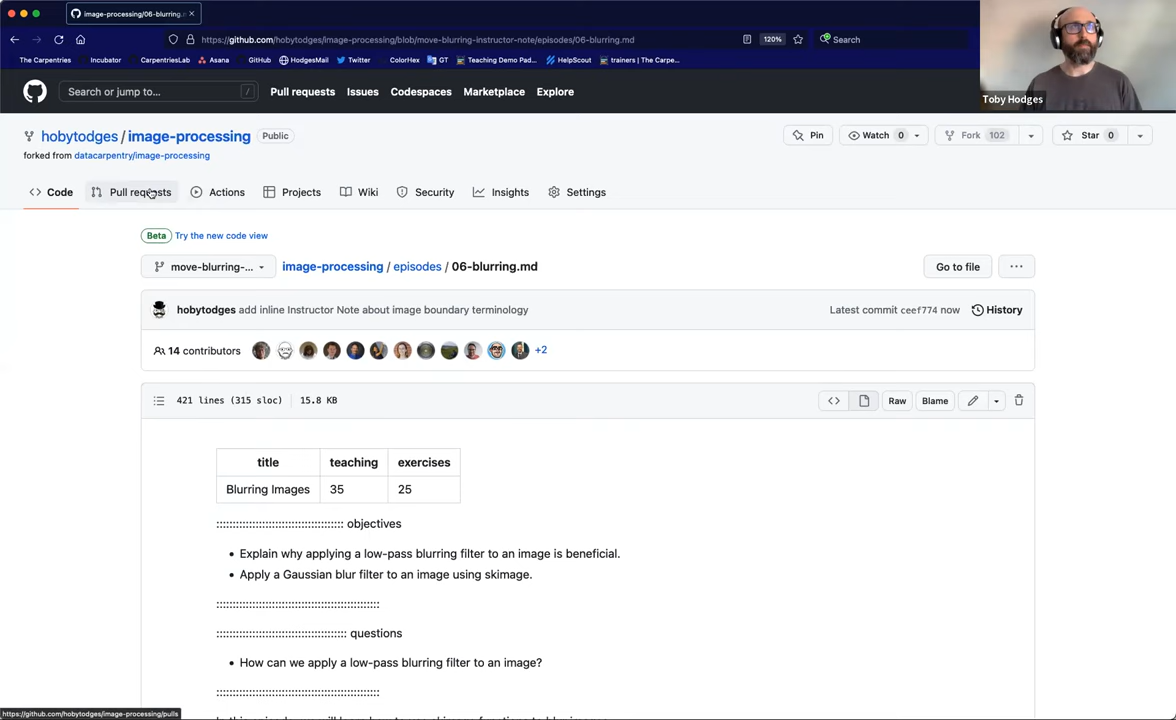 image-processing/06-blurring.
https://github.com/hobytodges/image-processing/blob/move-blurring-instructor-note/episodes/06-blurring.md
120%
Search
The Carpentries Incubator CarpentriesLab Asana GitHub HodgesMail Twitter ColorHex GT Teaching Demo Pad... HelpScout trainers | The Carpe...
Toby Hodges
Search or jump to... /
Pull requests Issues Codespaces Marketplace Explore
hobytodges / image-processing Public
Pin Watch 0 Fork 102 Star 0
forked from datacarpentry/image-processing
Code Pull requests Actions Projects Wiki Security Insights Settings
Beta Try the new code view
move-blurring-... image-processing / episodes / 06-blurring.md Go to file ...
hobytodges add inline Instructor Note about image boundary terminology Latest commit ceef774 now History
14 contributors +2
421 lines (315 sloc) 15.8 KB Raw Blame
title teaching exercises
Blurring Images 35 25
::::::::::::::::::::::::::::::::::::::: objectives
• Explain why applying a low-pass blurring filter to an image is beneficial.
• Apply a Gaussian blur filter to an image using skimage.
::::::::::::::::::::::::::::::::::::::::::::::::::
:::::::::::::::::::::::::::::::::::::::: questions
• How can we apply a low-pass blurring filter to an image?
::::::::::::::::::::::::::::::::::::::::::::::::::
https://github.com/hobytodges/image-processing/pulls